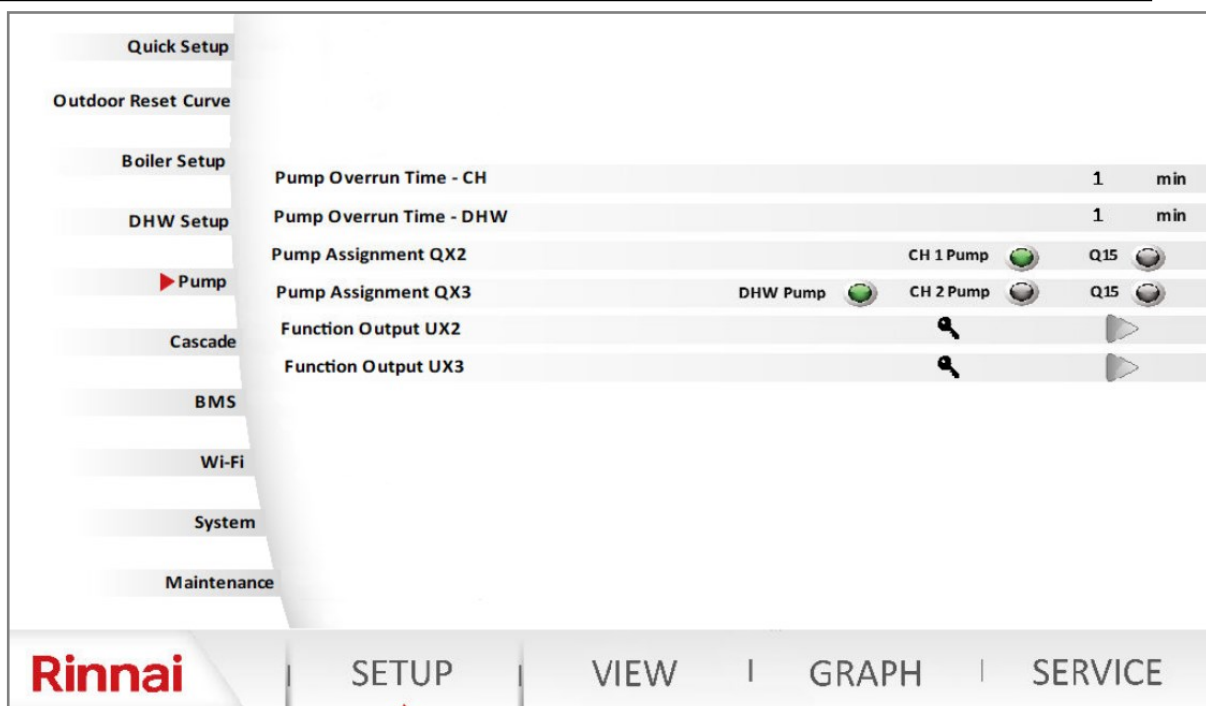 Quick Setup
Outdoor Reset Curve
Boiler Setup
DHW Setup
Pump
Cascade
BMS
Wi-Fi
System
Maintenance
Pump Overrun Time - CH 1 min
Pump Overrun Time - DHW 1 min
Pump Assignment QX2 CH 1 Pump Q15
Pump Assignment QX3 DHW Pump CH 2 Pump Q15
Function Output UX2
Function Output UX3
Rinnai SETUP VIEW GRAPH SERVICE